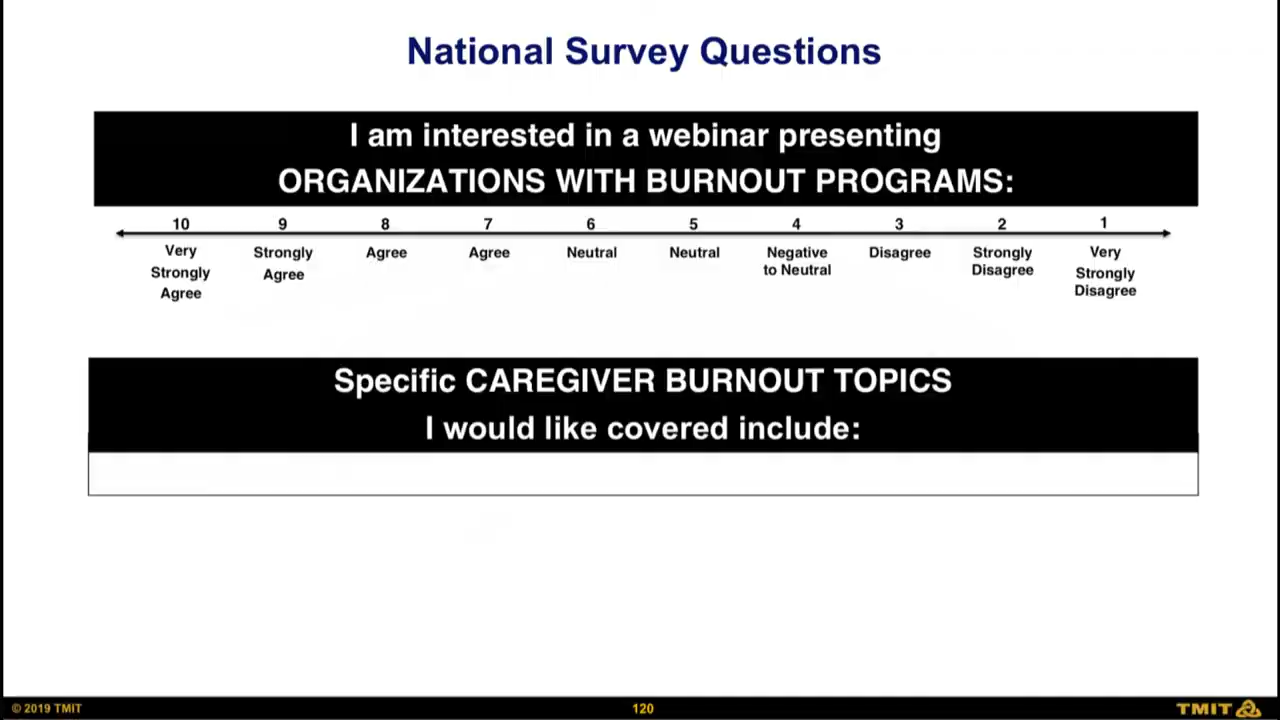 National Survey Questions
I am interested in a webinar presenting
ORGANIZATIONS WITH BURNOUT PROGRAMS:
10 9 8 7 6 5 4 3 2 1
Very Strongly Agree Agree Neutral Neutral Negative Disagree Strongly Very
Strongly Agree to Neutral Disagree Strongly
Agree Disagree
Specific CAREGIVER BURNOUT TOPICS
I would like covered include:
© 2019 TMIT 120 TMIT